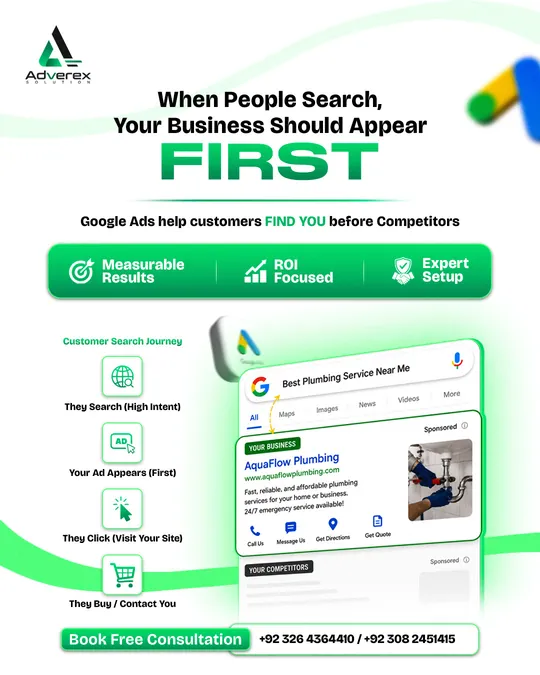 Adverex
SOLUTION
When People Search,
Your Business Should Appear
FIRST
Google Ads help customers FIND YOU before Competitors
Measurable
Results
ROI
Focused
Expert
Setup
Customer Search Journey
They Search (High Intent)
AD
Your Ad Appears (First)
They Click (Visit Your Site)
They Buy / Contact You
G
Best Plumbing Service Near Me
All
Maps
Images
News
Videos
More
Sponsored
YOUR BUSINESS
AquaFlow Plumbing
www.aquaflowplumbing.com
Fast, reliable, and affordable plumbing
services for your home or business.
24/7 emergency service available!
Call Us
Message Us
Get Directions
Get Quote
YOUR COMPETITORS
Sponsored
Book Free Consultation
+92 326 4364410 / +92 308 2451415